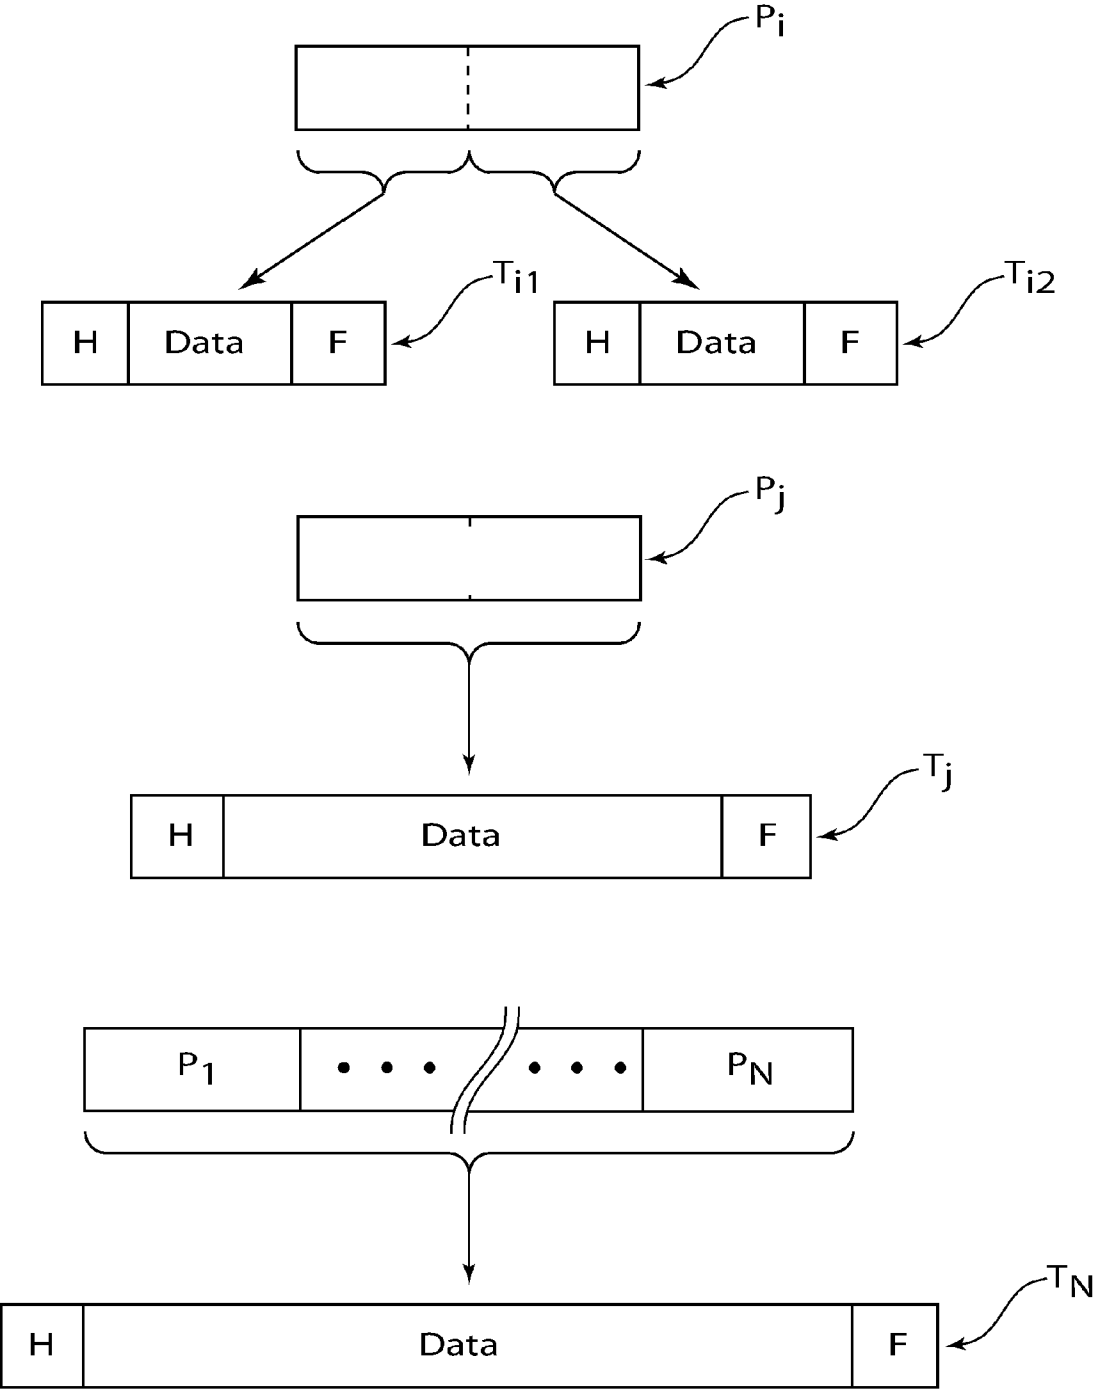 Pi
Ti1
Ti2
H Data F
H Data F
Pj
Tj
H Data F
P1 • • • • • • PN
TN
H Data F